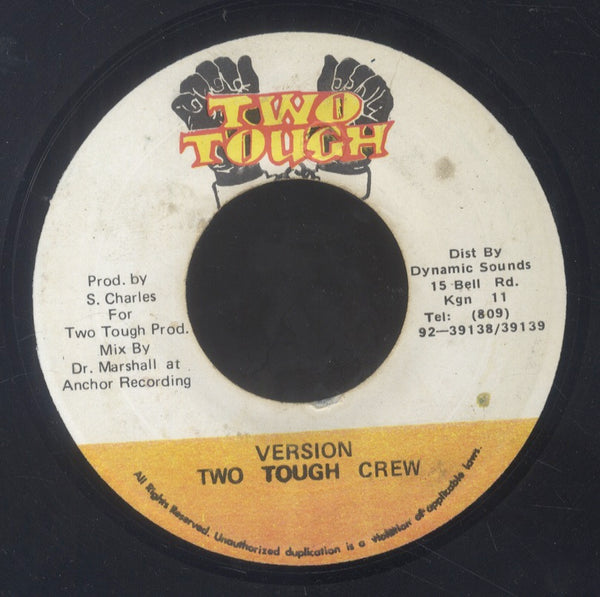 TWO
TOUGH
Prod. by
S. Charles
For
Two Tough Prod.
Mix By
Dr. Marshall at
Anchor Recording
Dist By
Dynamic Sounds
15 Bell Rd.
Kgn 11
Tel: (809)
92—39138/39139
VERSION
TWO TOUGH CREW
All Rights Reserved. Unauthorized duplication is a violation of applicable laws.